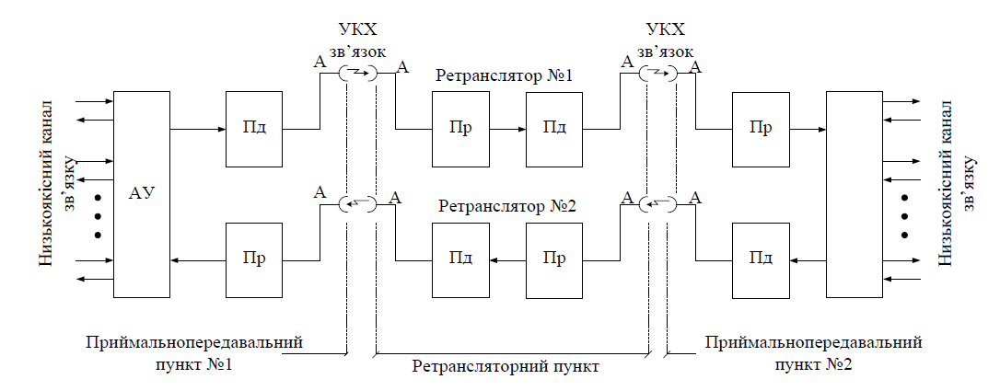 УКХ
зв’язок
УКХ
зв’язок
А
А
Ретранслятор №1
А
А
Пд
Пр
Пд
Пр
Низькоякісний канал
зв’язку
АУ
А
А
Ретранслятор №2
А
А
Пр
Пд
Пр
Пд
Низькоякісний канал
зв’язку
Приймальнопередавальний
пункт №1
Ретрансляторний пункт
Приймальнопередавальний
пункт №2